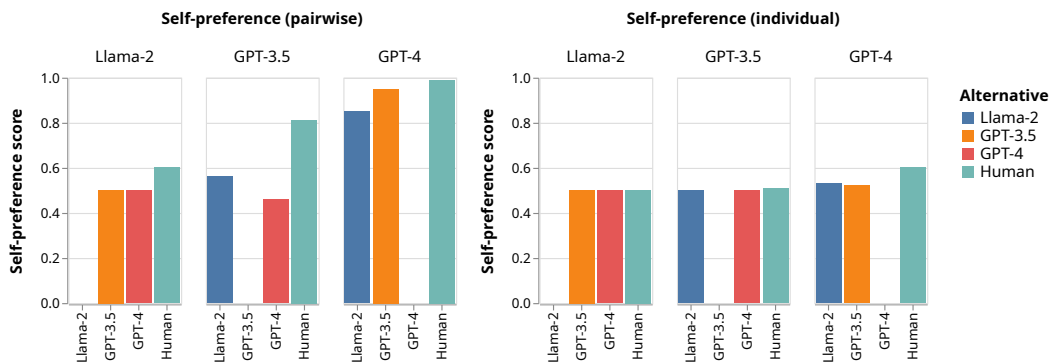 Self-preference (pairwise)
Llama-2
GPT-3.5
GPT-4
Self-preference score
1.0
0.8
0.6
0.4
0.2
0.0
Llama-2
GPT-3.5
GPT-4
Human
Llama-2
GPT-3.5
GPT-4
Human
Llama-2
GPT-3.5
GPT-4
Human
Self-preference (individual)
Llama-2
GPT-3.5
GPT-4
Self-preference score
1.0
0.8
0.6
0.4
0.2
0.0
Llama-2
GPT-3.5
GPT-4
Human
Llama-2
GPT-3.5
GPT-4
Human
Llama-2
GPT-3.5
GPT-4
Human
Alternative
Llama-2
GPT-3.5
GPT-4
Human